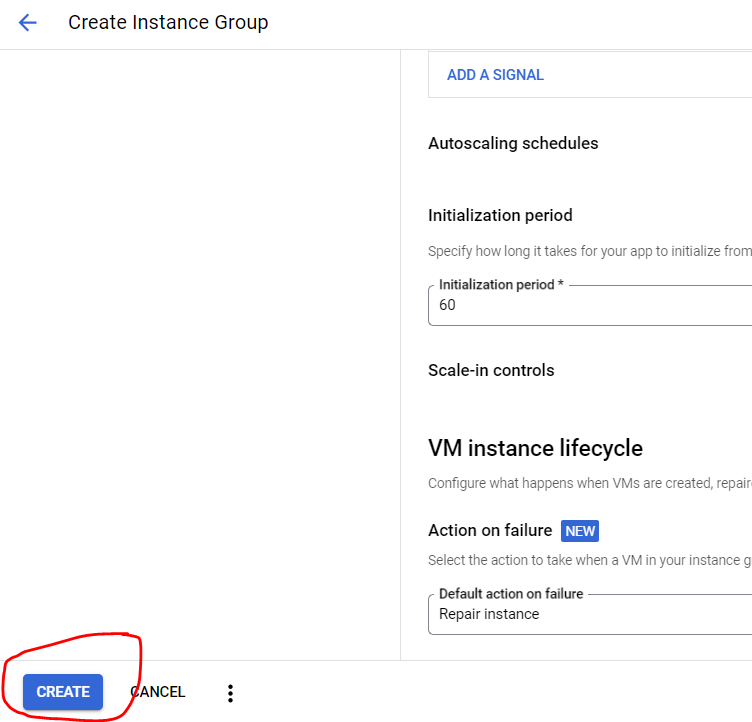 Create Instance Group
ADD A SIGNAL
Autoscaling schedules
Initialization period
Specify how long it takes for your app to initialize from
Initialization period *
60
Scale-in controls
VM instance lifecycle
Configure what happens when VMs are created, repaire
Action on failure NEW
Select the action to take when a VM in your instance g
Default action on failure
Repair instance
CREATE CANCEL